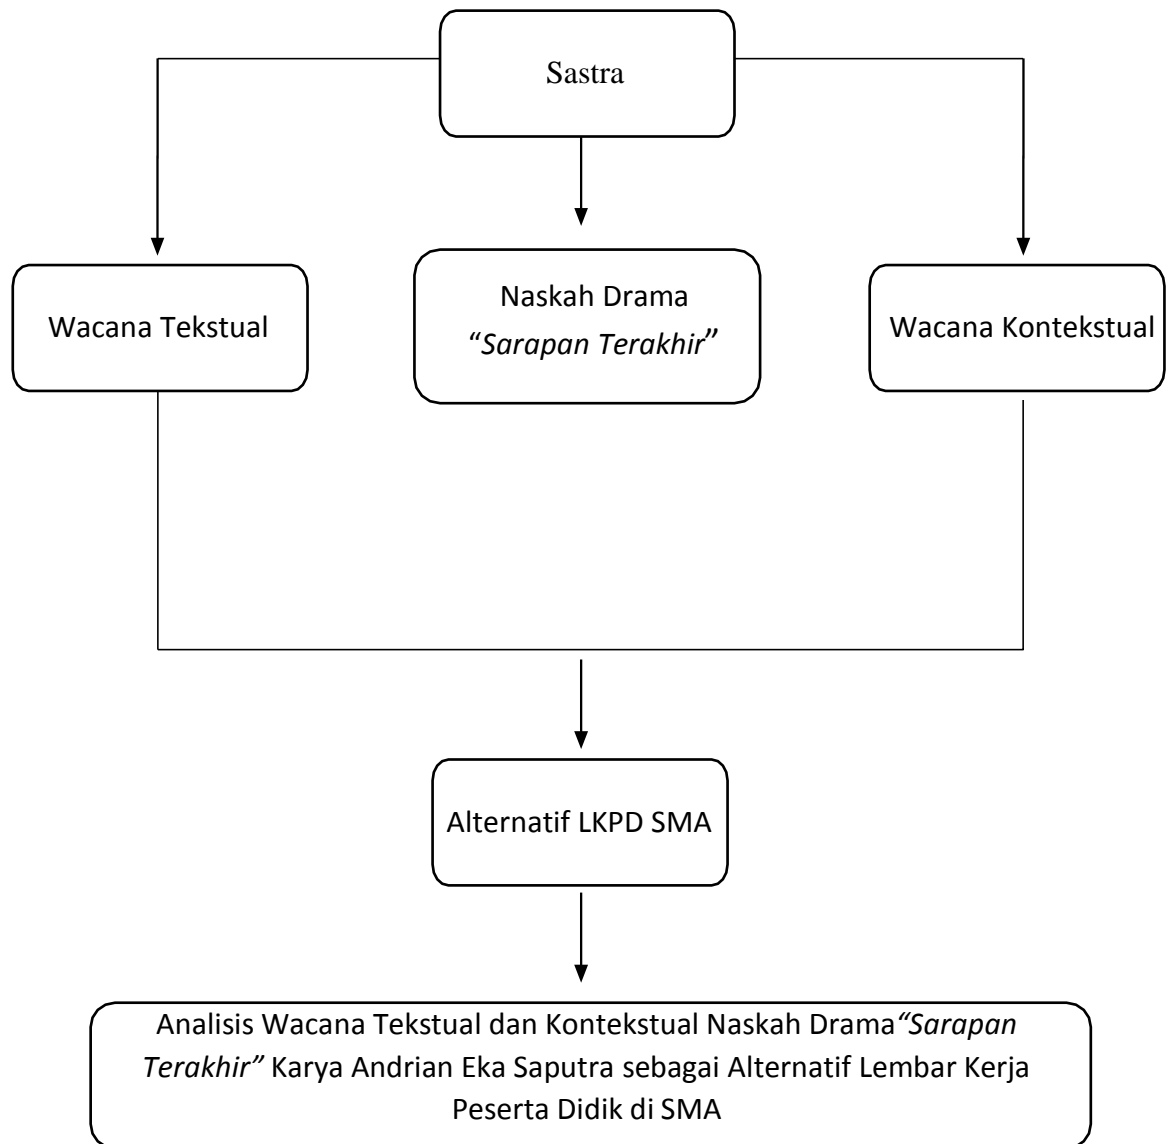 Sastra
Wacana Tekstual
Naskah Drama
“Sarapan Terakhir”
Wacana Kontekstual
Alternatif LKPD SMA
Analisis Wacana Tekstual dan Kontekstual Naskah Drama“Sarapan
Terakhir” Karya Andrian Eka Saputra sebagai Alternatif Lembar Kerja
Peserta Didik di SMA